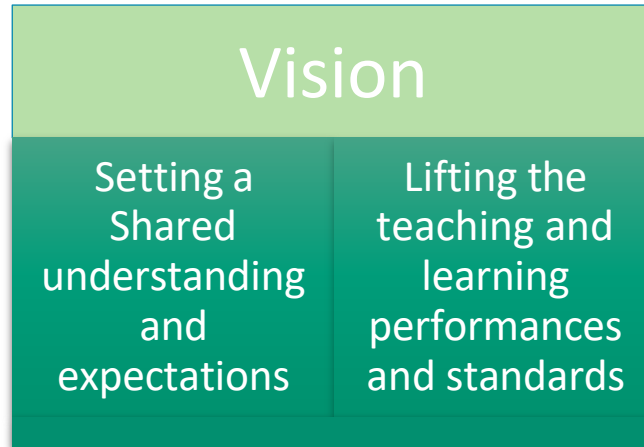 Vision
Setting a
Shared
understanding
and
expectations
Lifting the
teaching and
learning
performances
and standards